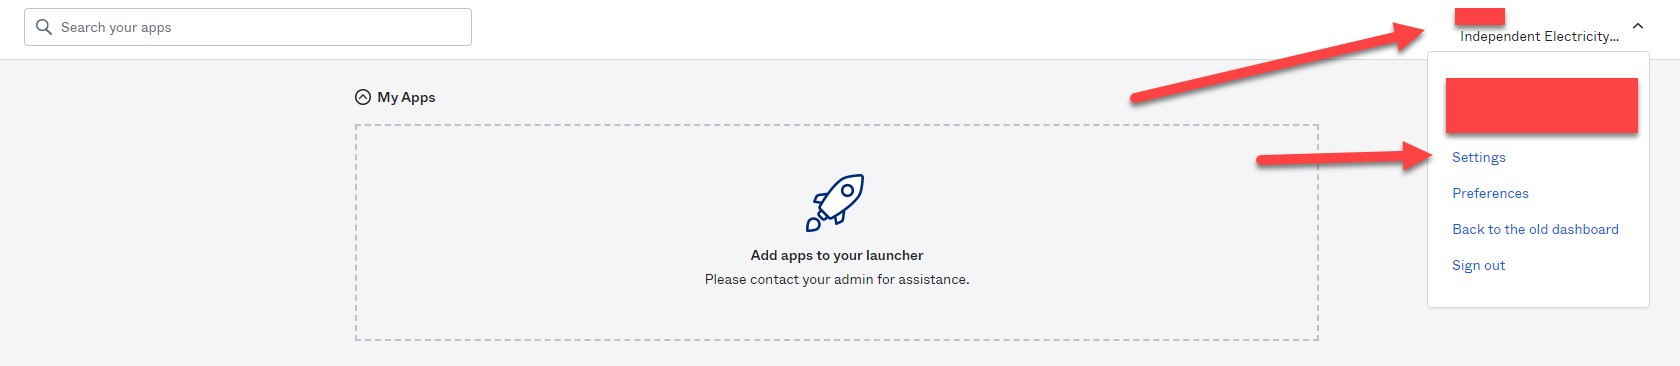 Search your apps
Independent Electricity...
My Apps
Add apps to your launcher
Please contact your admin for assistance.
Settings
Preferences
Back to the old dashboard
Sign out